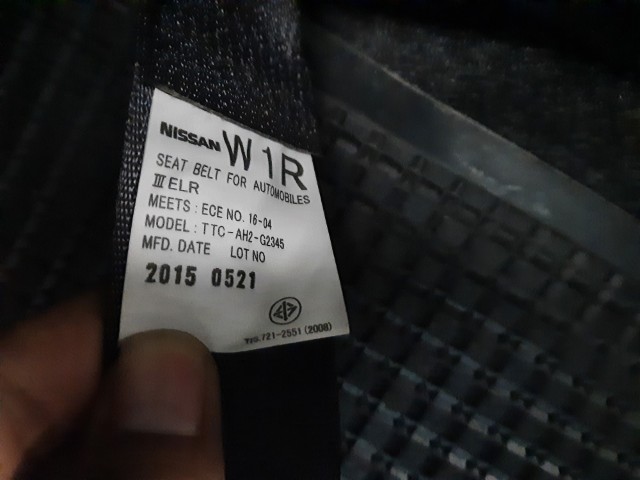 NISSAN W1R
SEAT BELT FOR AUTOMOBILES
Ⅲ ELR
MEETS : ECE NO. 16-04
MODEL : TTC-AH2-G2345
MFD. DATE LOT NO
2015 0521
TIS.721-2551 (2008)